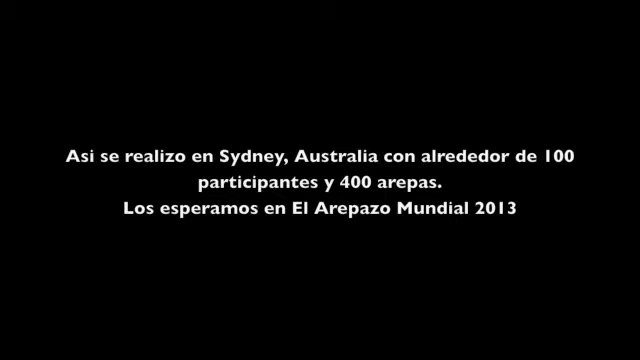 Asi se realizo en Sydney, Australia con alrededor de 100
participantes y 400 arepas.
Los esperamos en El Arepazo Mundial 2013